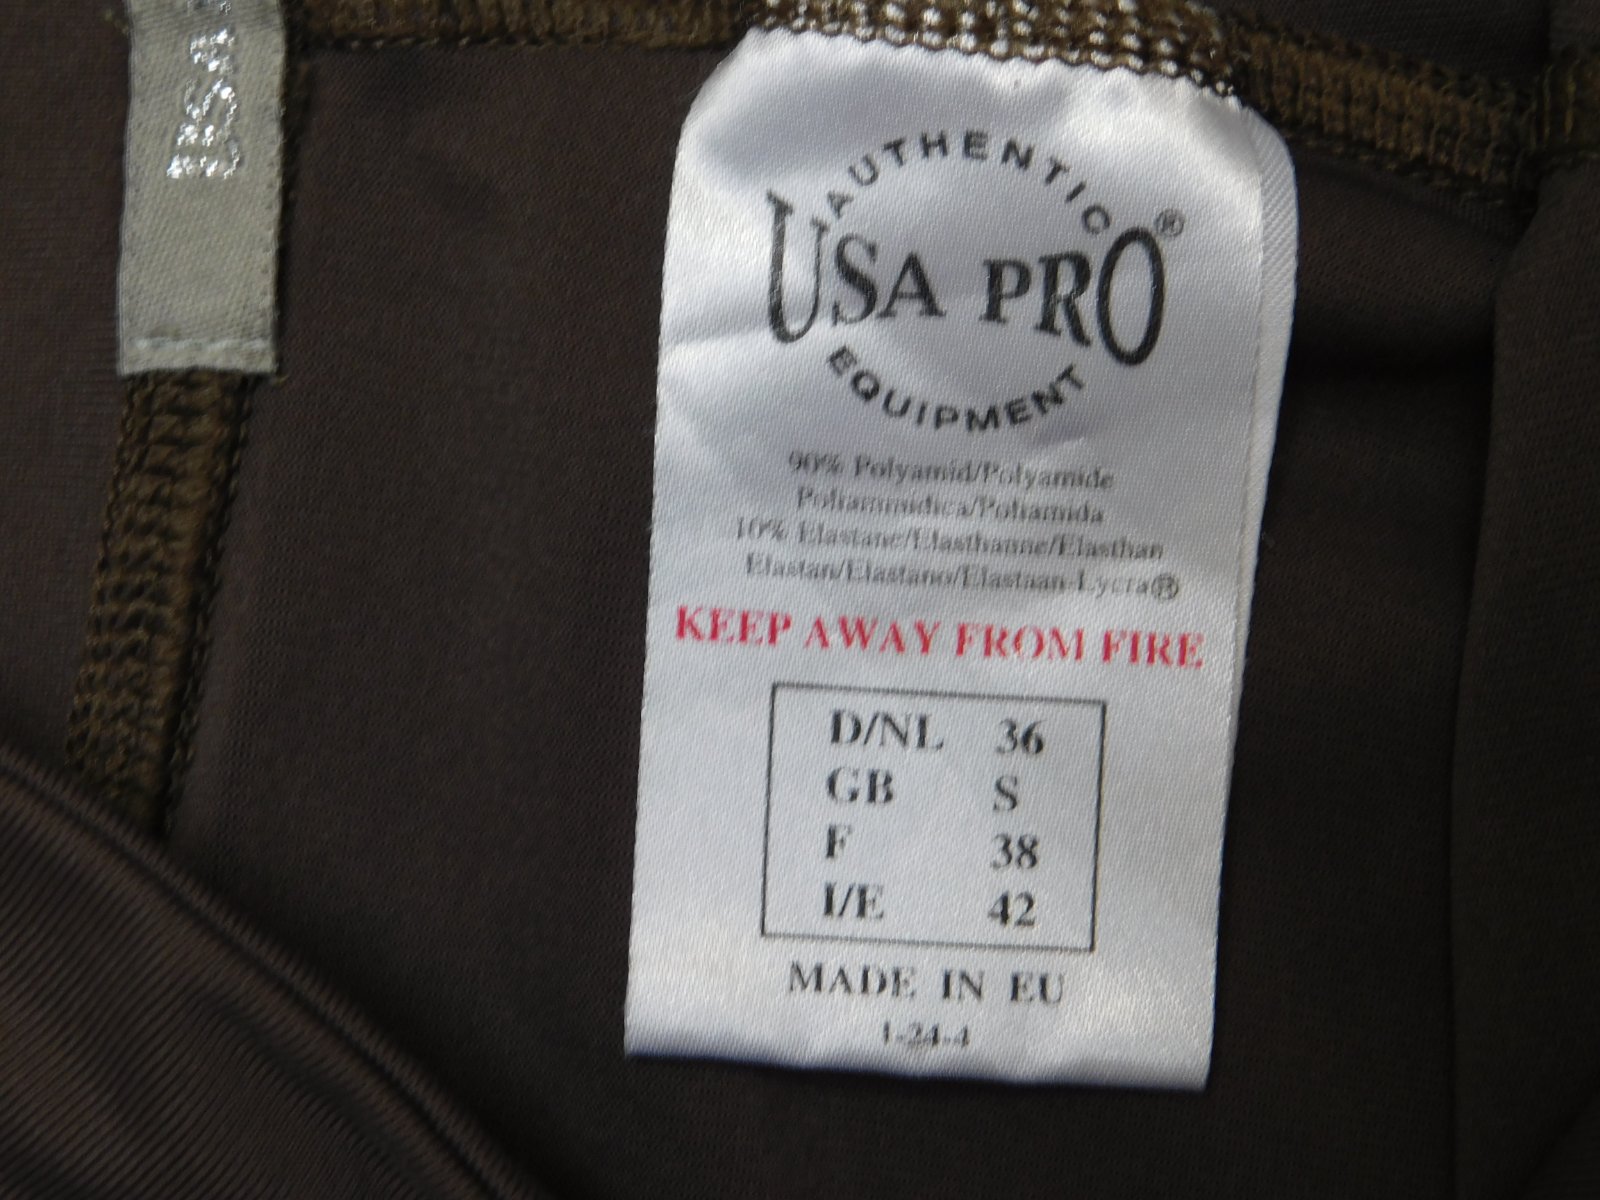 USA
AUTHENTIC
USA PRO®
EQUIPMENT
90% Polyamid/Polyamide
Poliammidica/Poliamida
10% Elastane/Elasthanne/Elasthan
Elastan/Elastano/Elastaan-Lycra®
KEEP AWAY FROM FIRE
D/NL 36
GB S
F 38
I/E 42
MADE IN EU
1-24-4